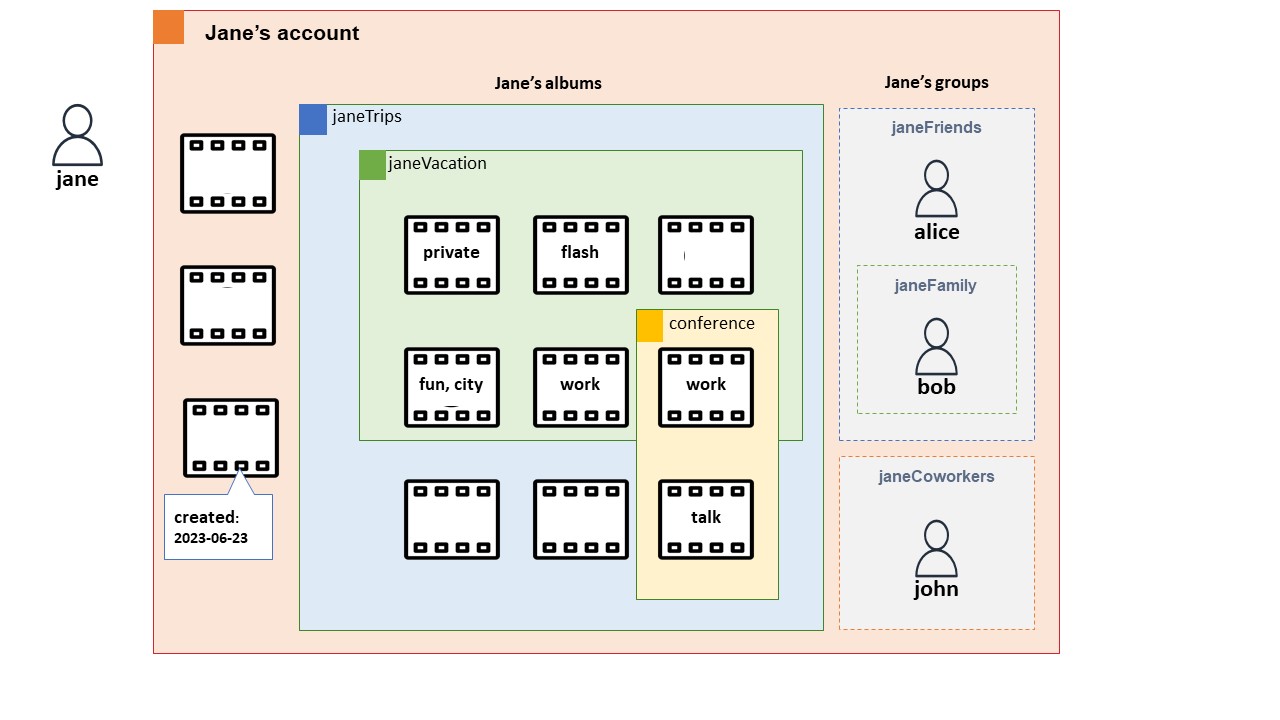 Jane's account
Jane's albums
Jane's groups
jane
janeTrips
janeVacation
private
flash
conference
fun, city
work
work
talk
created:
2023-06-23
janeFriends
alice
janeFamily
bob
janeCoworkers
john